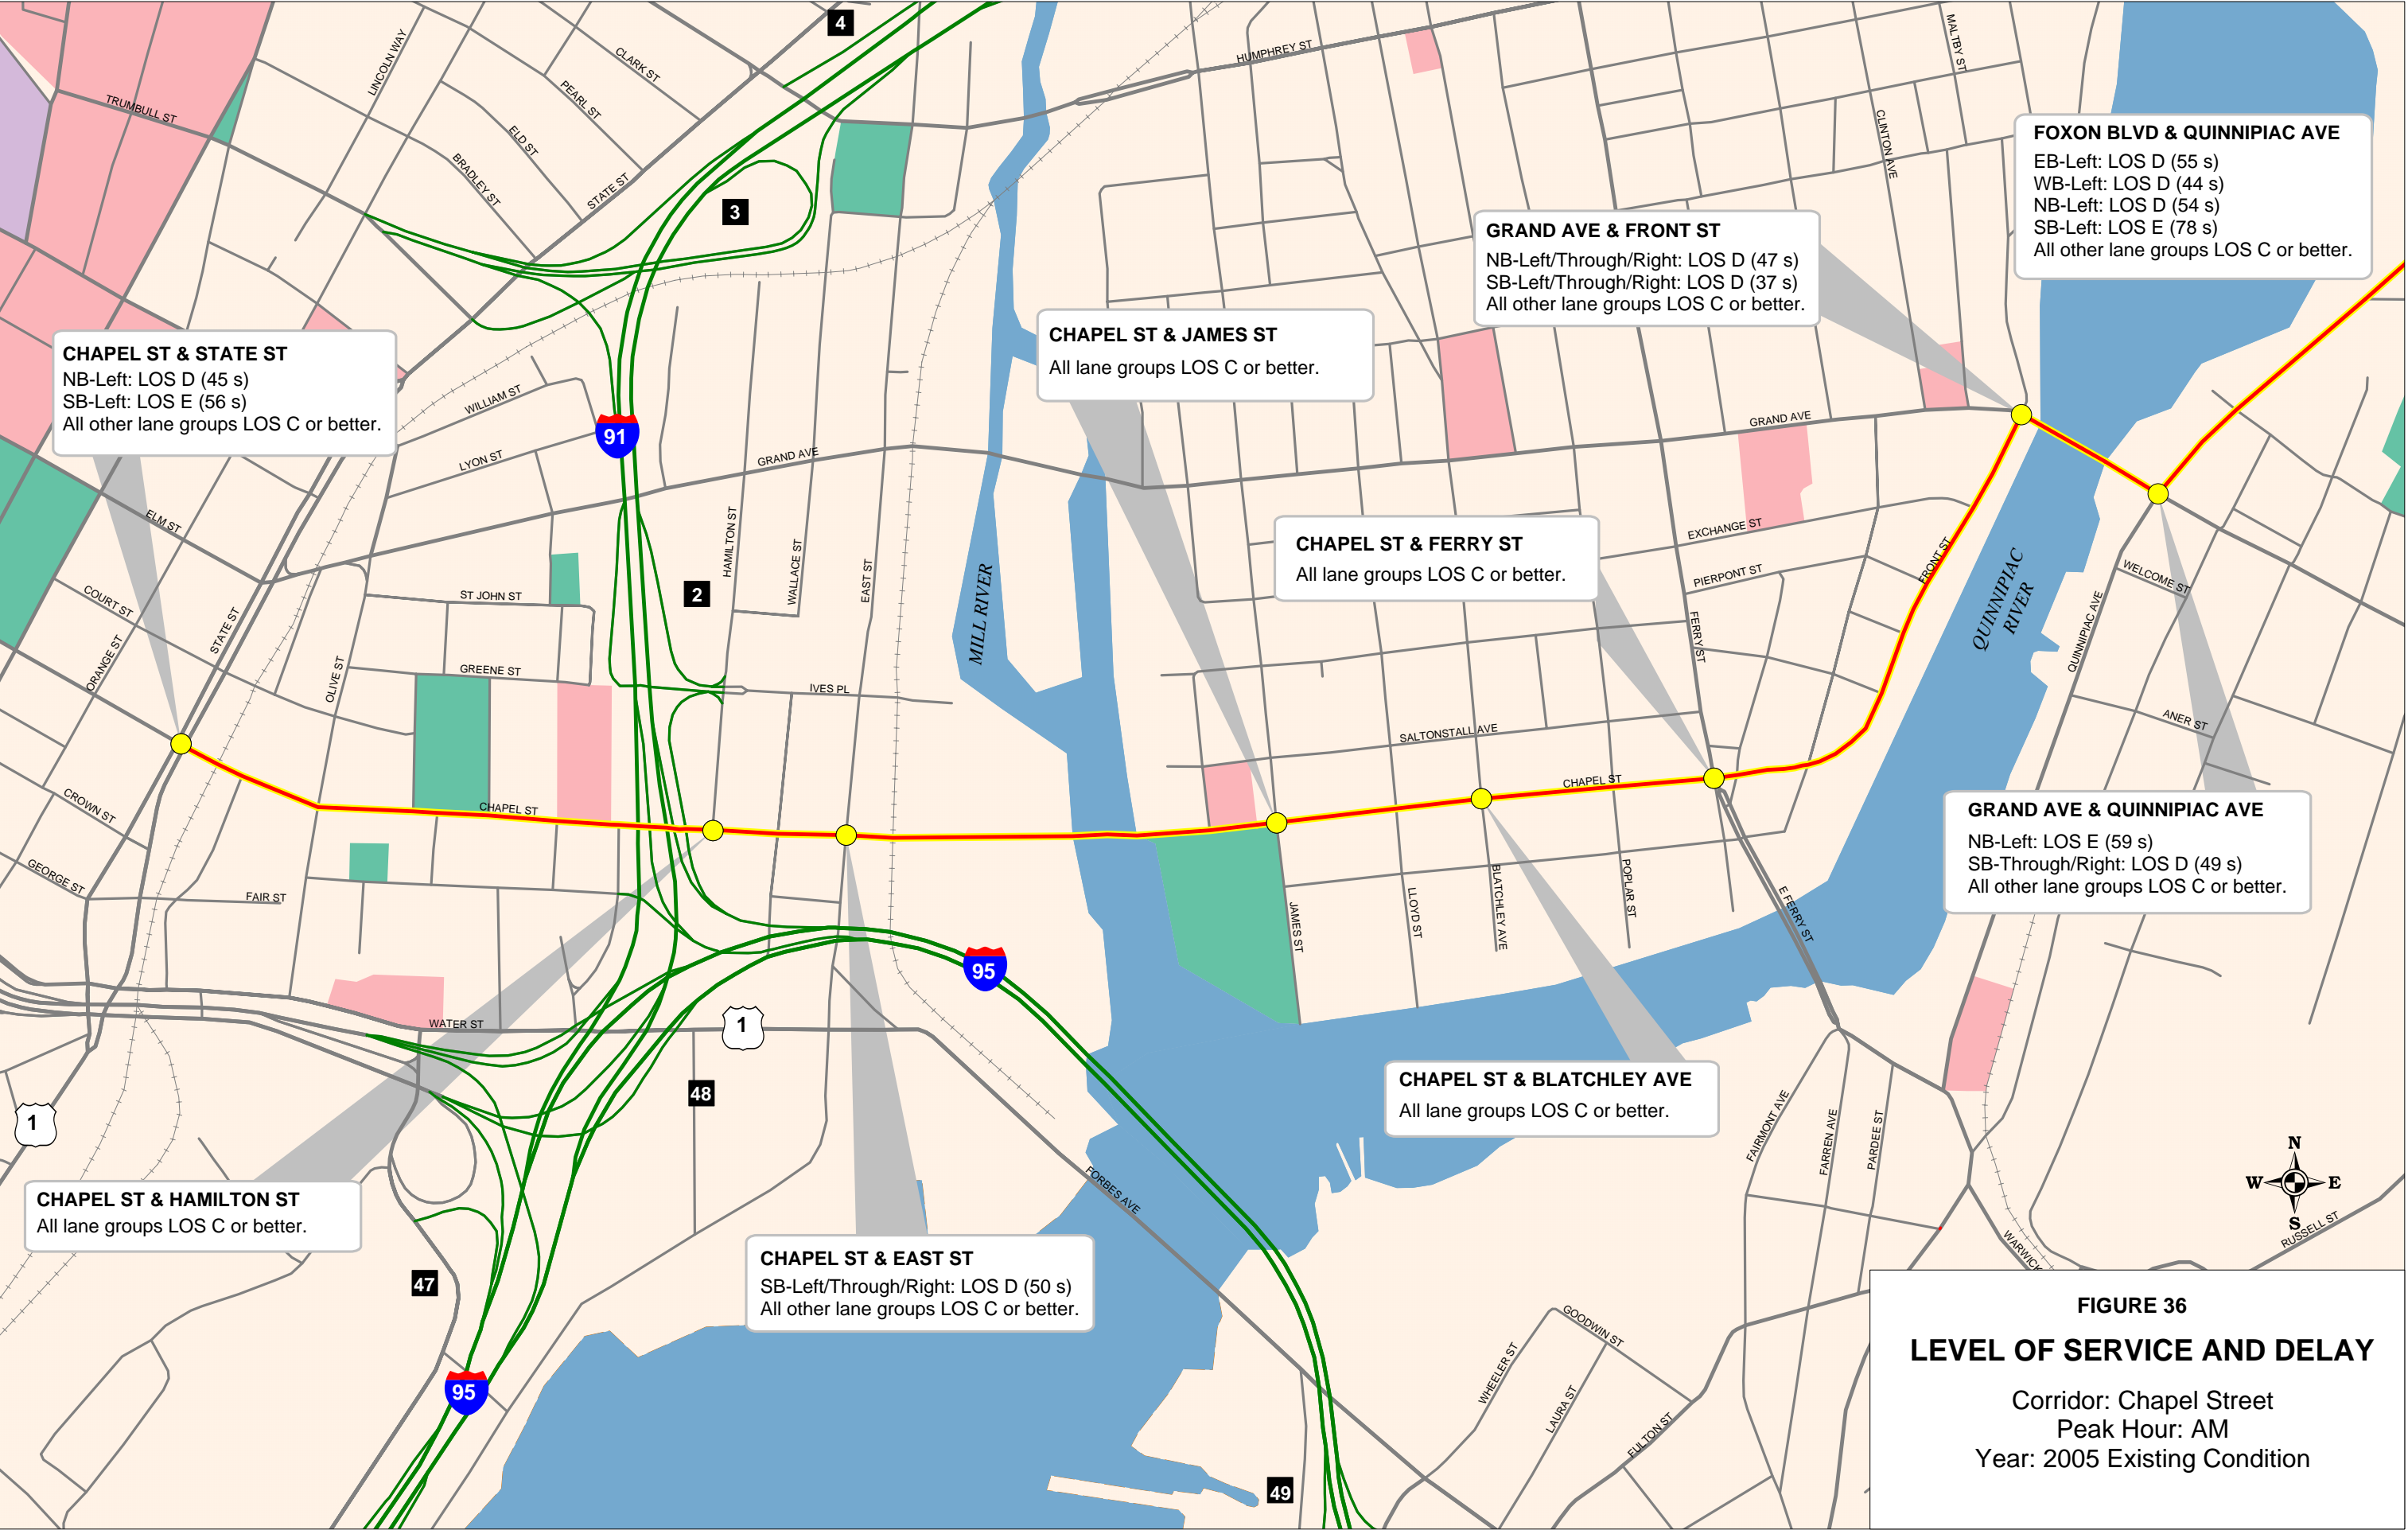 4
HUMPHREY ST
MALTBY ST
LINCOLN WAY
CLARK ST
PEARL ST
TRUMBULL ST
ELD ST
BRADLEY ST
STATE ST
3
CLINTON AVE
FOXON BLVD & QUINNIPIAC AVE
EB-Left: LOS D (55 s)
WB-Left: LOS D (44 s)
NB-Left: LOS D (54 s)
SB-Left: LOS E (78 s)
All other lane groups LOS C or better.
GRAND AVE & FRONT ST
NB-Left/Through/Right: LOS D (47 s)
SB-Left/Through/Right: LOS D (37 s)
All other lane groups LOS C or better.
CHAPEL ST & JAMES ST
All lane groups LOS C or better.
CHAPEL ST & STATE ST
NB-Left: LOS D (45 s)
SB-Left: LOS E (56 s)
All other lane groups LOS C or better.
WILLIAM ST
91
LYON ST
GRAND AVE
GRAND AVE
ELM ST
HAMILTON ST
WALLACE ST
EAST ST
MILL RIVER
CHAPEL ST & FERRY ST
All lane groups LOS C or better.
EXCHANGE ST
PIERPONT ST
FRONT ST
QUINNIPIAC
RIVER
WELCOME ST
QUINNIPIAC AVE
COURT ST
ORANGE ST
STATE ST
OLIVE ST
ST JOHN ST
GREENE ST
2
IVES PL
FERRY ST
SALTONSTALL AVE
CHAPEL ST
ANER ST
CROWN ST
CHAPEL ST
GEORGE ST
FAIR ST
GRAND AVE & QUINNIPIAC AVE
NB-Left: LOS E (59 s)
SB-Through/Right: LOS D (49 s)
All other lane groups LOS C or better.
JAMES ST
LLOYD ST
BLATCHLEY AVE
POPLAR ST
E FERRY ST
95
WATER ST
1
48
1
CHAPEL ST & BLATCHLEY AVE
All lane groups LOS C or better.
FAIRMONT AVE
FARREN AVE
PARDEE ST
N
W
E
S
RUSSELL ST
WARWICK
FORBES AVE
CHAPEL ST & HAMILTON ST
All lane groups LOS C or better.
CHAPEL ST & EAST ST
SB-Left/Through/Right: LOS D (50 s)
All other lane groups LOS C or better.
47
95
49
WHEELER ST
GOODWIN ST
LAURA ST
FULTON ST
FIGURE 36
LEVEL OF SERVICE AND DELAY
Corridor: Chapel Street
Peak Hour: AM
Year: 2005 Existing Condition